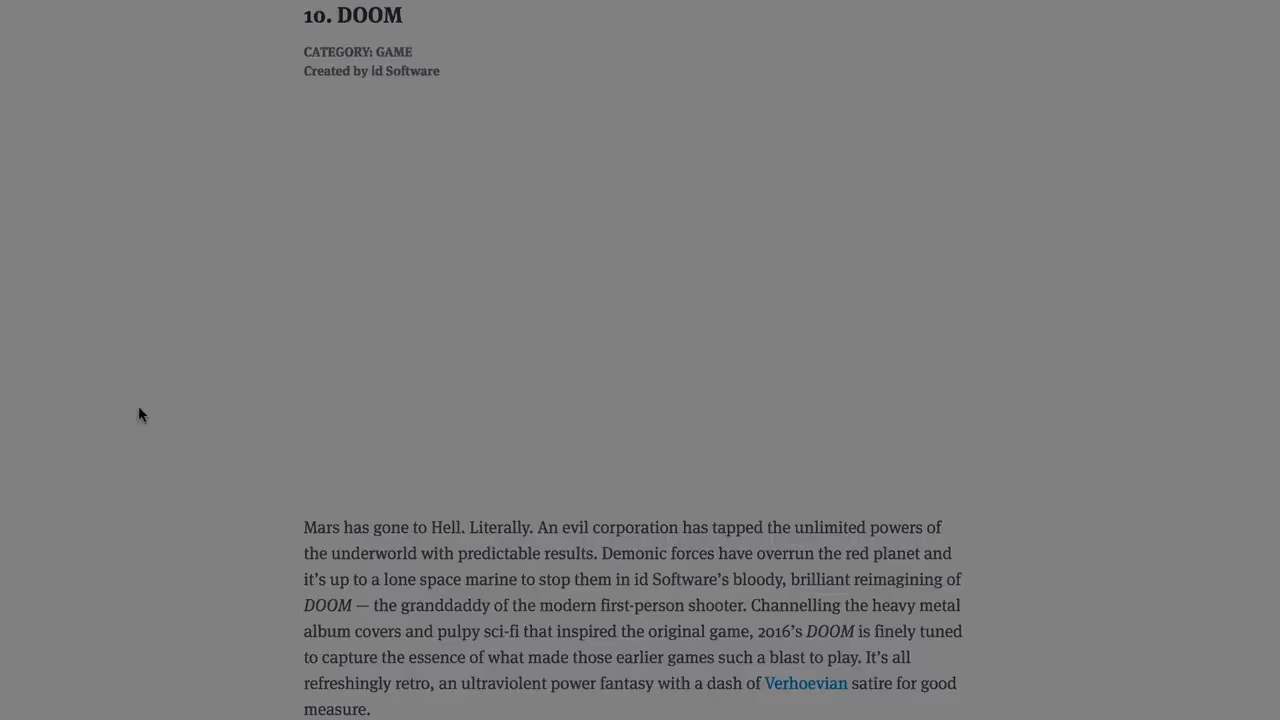 10. DOOM
CATEGORY: GAME
Created by id Software
Mars has gone to Hell. Literally. An evil corporation has tapped the unlimited powers of
the underworld with predictable results. Demonic forces have overrun the red planet and
it's up to a lone space marine to stop them in id Software's bloody, brilliant reimagining of
DOOM — the granddaddy of the modern first-person shooter. Channelling the heavy metal
album covers and pulpy sci-fi that inspired the original game, 2016's DOOM is finely tuned
to capture the essence of what made those earlier games such a blast to play. It's all
refreshingly retro, an ultraviolent power fantasy with a dash of Verhoevian satire for good
measure.